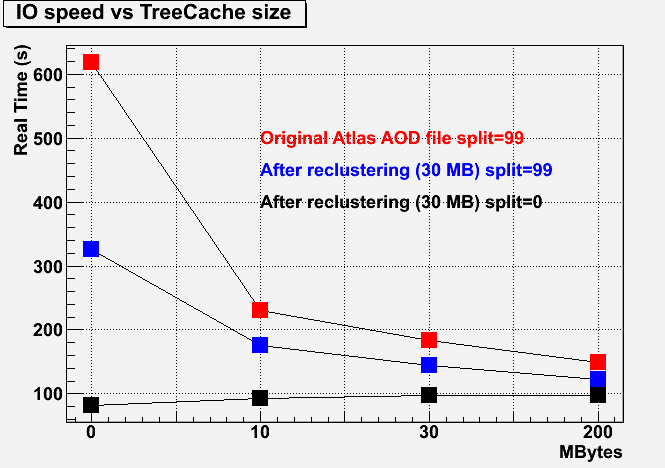 IO speed vs TreeCache size
Real Time (s)
600
500
400
300
200
100
Original Atlas AOD file split=99
After reclustering (30 MB) split=99
After reclustering (30 MB) split=0
0 10 30 200
MBytes